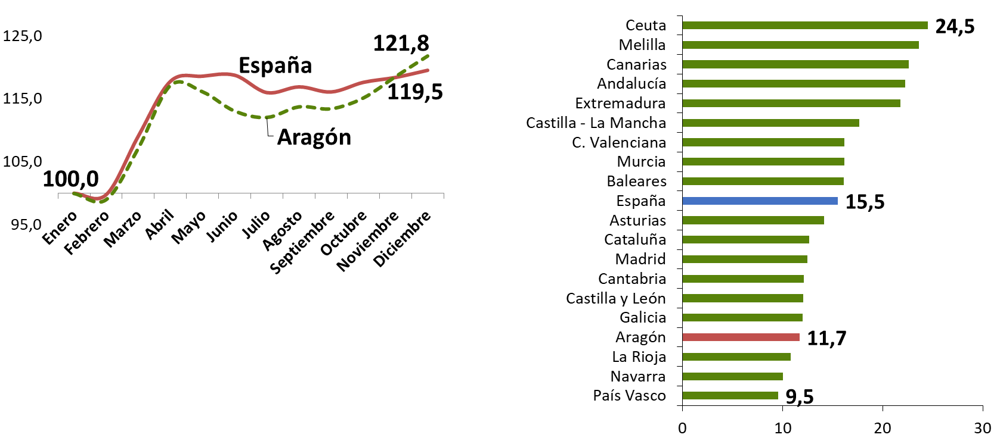 125,0
115,0
105,0
95,0
100,0
España
121,8
119,5
Aragón
Enero
Febrero
Marzo
Abril
Mayo
Junio
Julio
Agosto
Septiembre
Octubre
Noviembre
Diciembre
Ceuta 24,5
Melilla
Canarias
Andalucía
Extremadura
Castilla - La Mancha
C. Valenciana
Murcia
Baleares
España 15,5
Asturias
Cataluña
Madrid
Cantabria
Castilla y León
Galicia
Aragón 11,7
La Rioja
Navarra
País Vasco 9,5
0 10 20 30